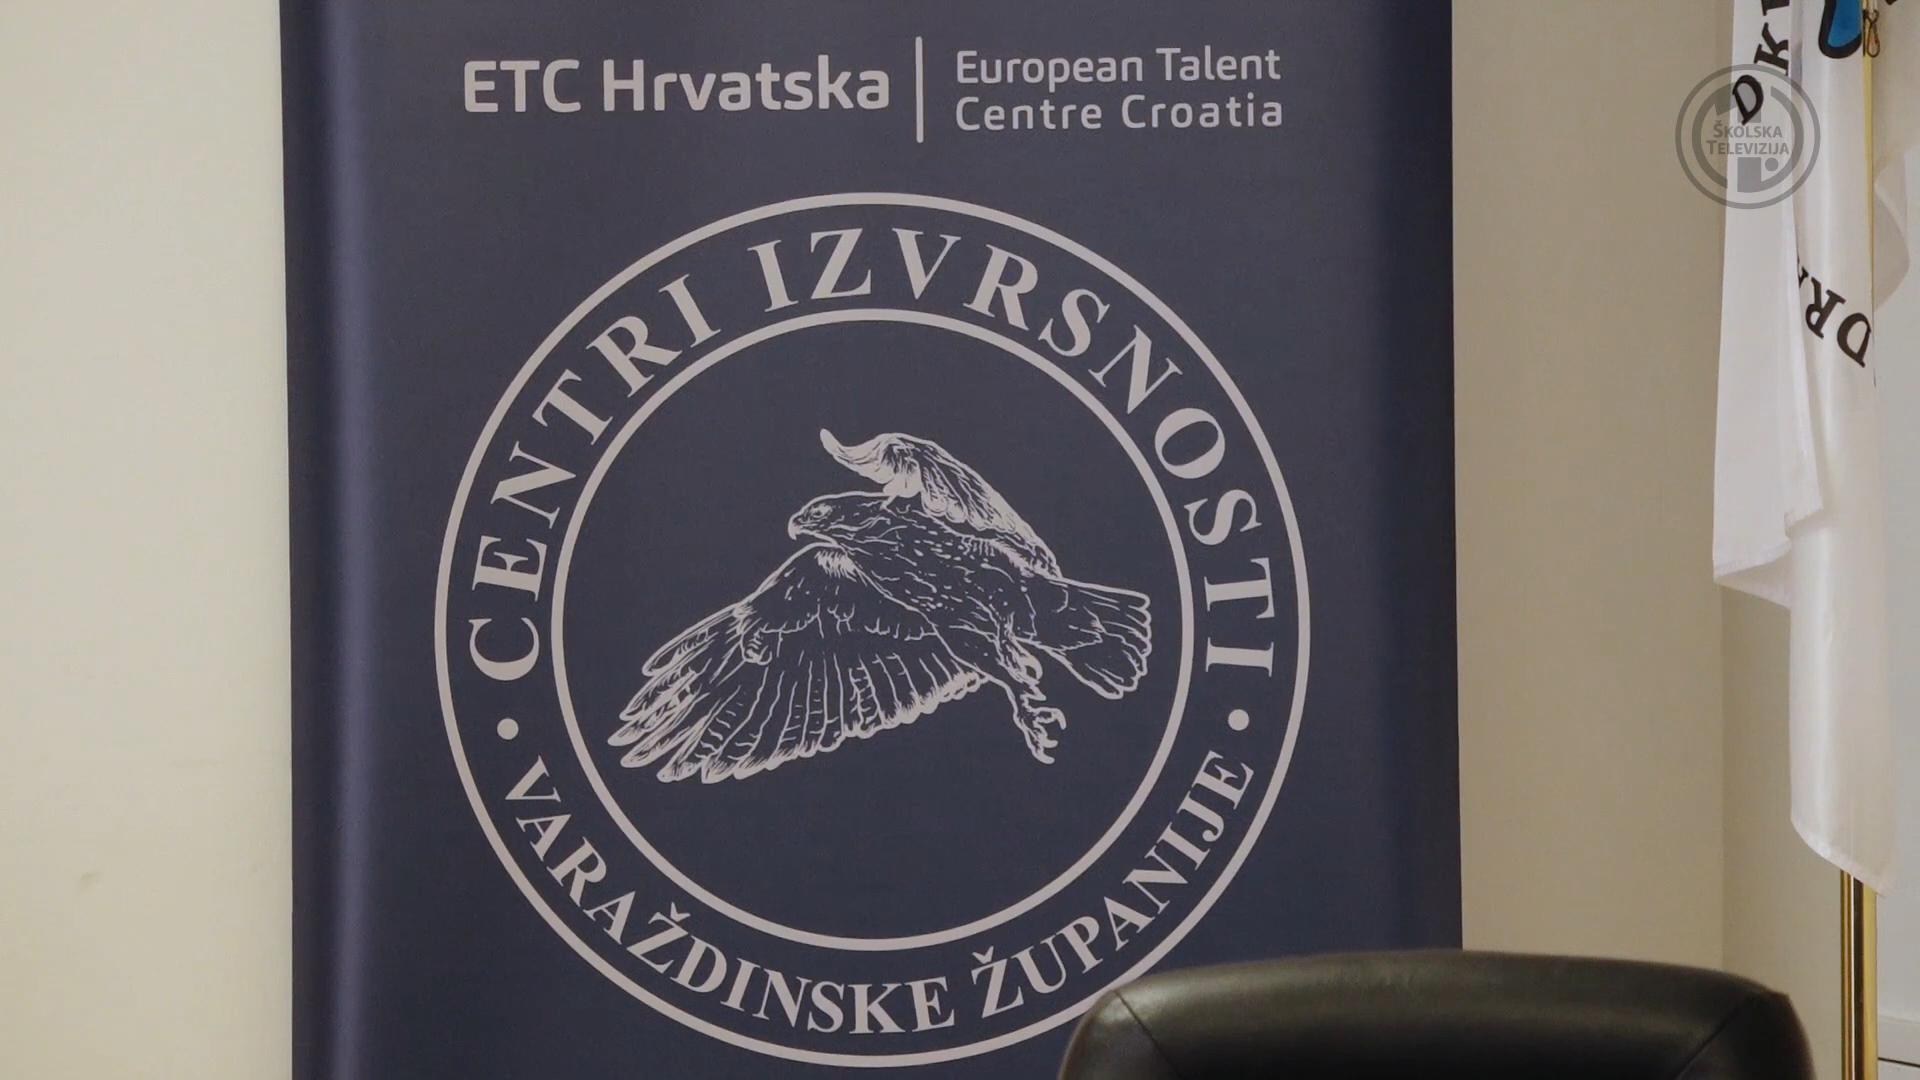 ETC Hrvatska
European Talent
Centre Croatia
CENTRI IZVRSNOSTI
• VARAŽDINSKE ŽUPANIJE •
ŠKOLSKA
TELEVIZIJA